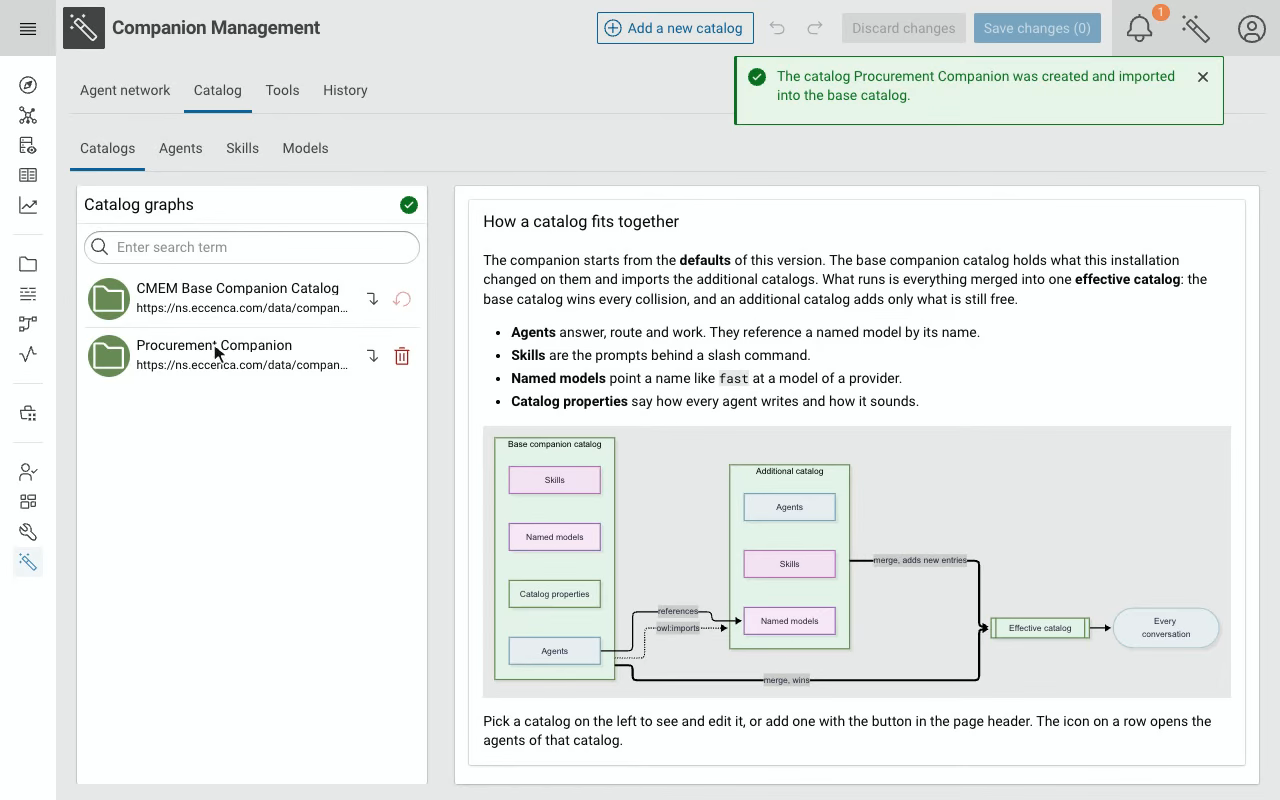 Companion Management
Add a new catalog
Discard changes
Save changes (0)
1
The catalog Procurement Companion was created and imported
into the base catalog.
Agent network
Catalog
Tools
History
Catalogs
Agents
Skills
Models
Catalog graphs
Enter search term
CMEM Base Companion Catalog
https://ns.eccenca.com/data/compan...
Procurement Companion
https://ns.eccenca.com/data/compan...
How a catalog fits together
The companion starts from the defaults of this version. The base companion catalog holds what this installation
changed on them and imports the additional catalogs. What runs is everything merged into one effective catalog: the
base catalog wins every collision, and an additional catalog adds only what is still free.
• Agents answer, route and work. They reference a named model by its name.
• Skills are the prompts behind a slash command.
• Named models point a name like fast at a model of a provider.
• Catalog properties say how every agent writes and how it sounds.
Base companion catalog
Skills
Named models
Catalog properties
Agents
references
owl:imports
Additional catalog
Agents
Skills
Named models
merge, adds new entries
merge, wins
Effective catalog
Every
conversation
Pick a catalog on the left to see and edit it, or add one with the button in the page header. The icon on a row opens the
agents of that catalog.